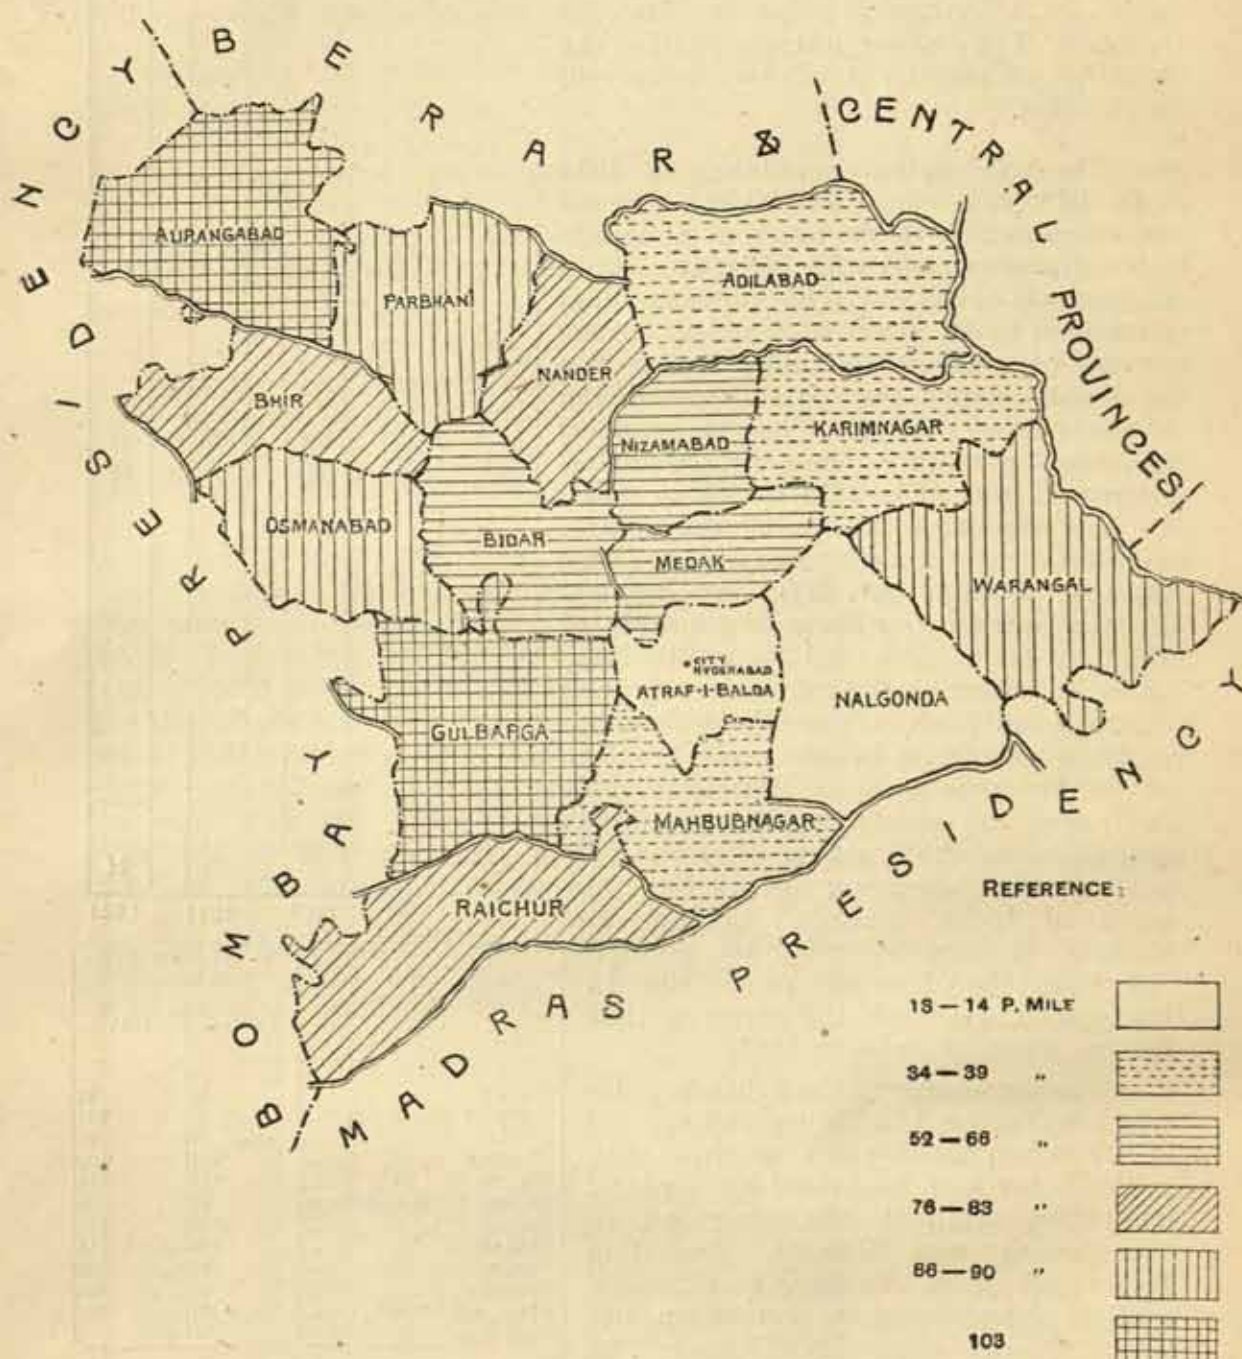 BOMBAY PRESIDENCY
BERAR & CENTRAL PROVINCES
AURANGABAD
PARBHANI
ADILABAD
NANDER
BHIR
NIZAMABAD
KARIMNAGAR
OSMANABAD
BIDAR
MEDAK
WARANGAL
CITY
HYDERABAD
ATRAF-I-BALDA
NALGONDA
GULBARGA
MAHBUBNAGAR
RAICHUR
MADRAS PRESIDENCY
REFERENCE:
13 — 14 P. MILE
34 — 39 "
52 — 66 "
76 — 83 "
86 — 90 "
103